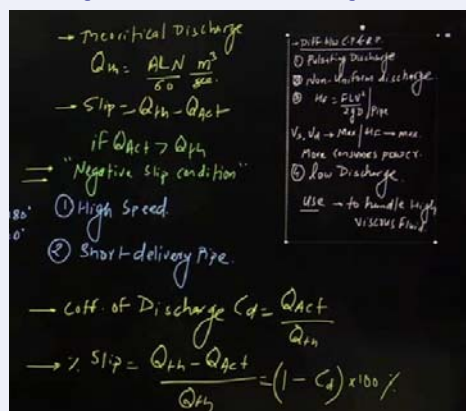 → Theoritical Discharge
Qth = ALN/60 m³/sec
→ Slip = Qth - QAct
if QAct > Qth
"Negative Slip condition"
180°
0°
① High Speed.
② Short delivery Pipe.
→ Coff. of Discharge Cd = QAct/Qth
→ % Slip = Qth - QAct/Qth = (1 - Cd) x 100 %
→ Diff b/w C.P & R.P
① Pulsating Discharge
② Non-Uniform discharge
③ Hf = FLV²/2gD | Pipe
Vs, Vd → Max | HF → max.
More consumes power.
④ low Discharge.
use → to handle High
viscous Fluid